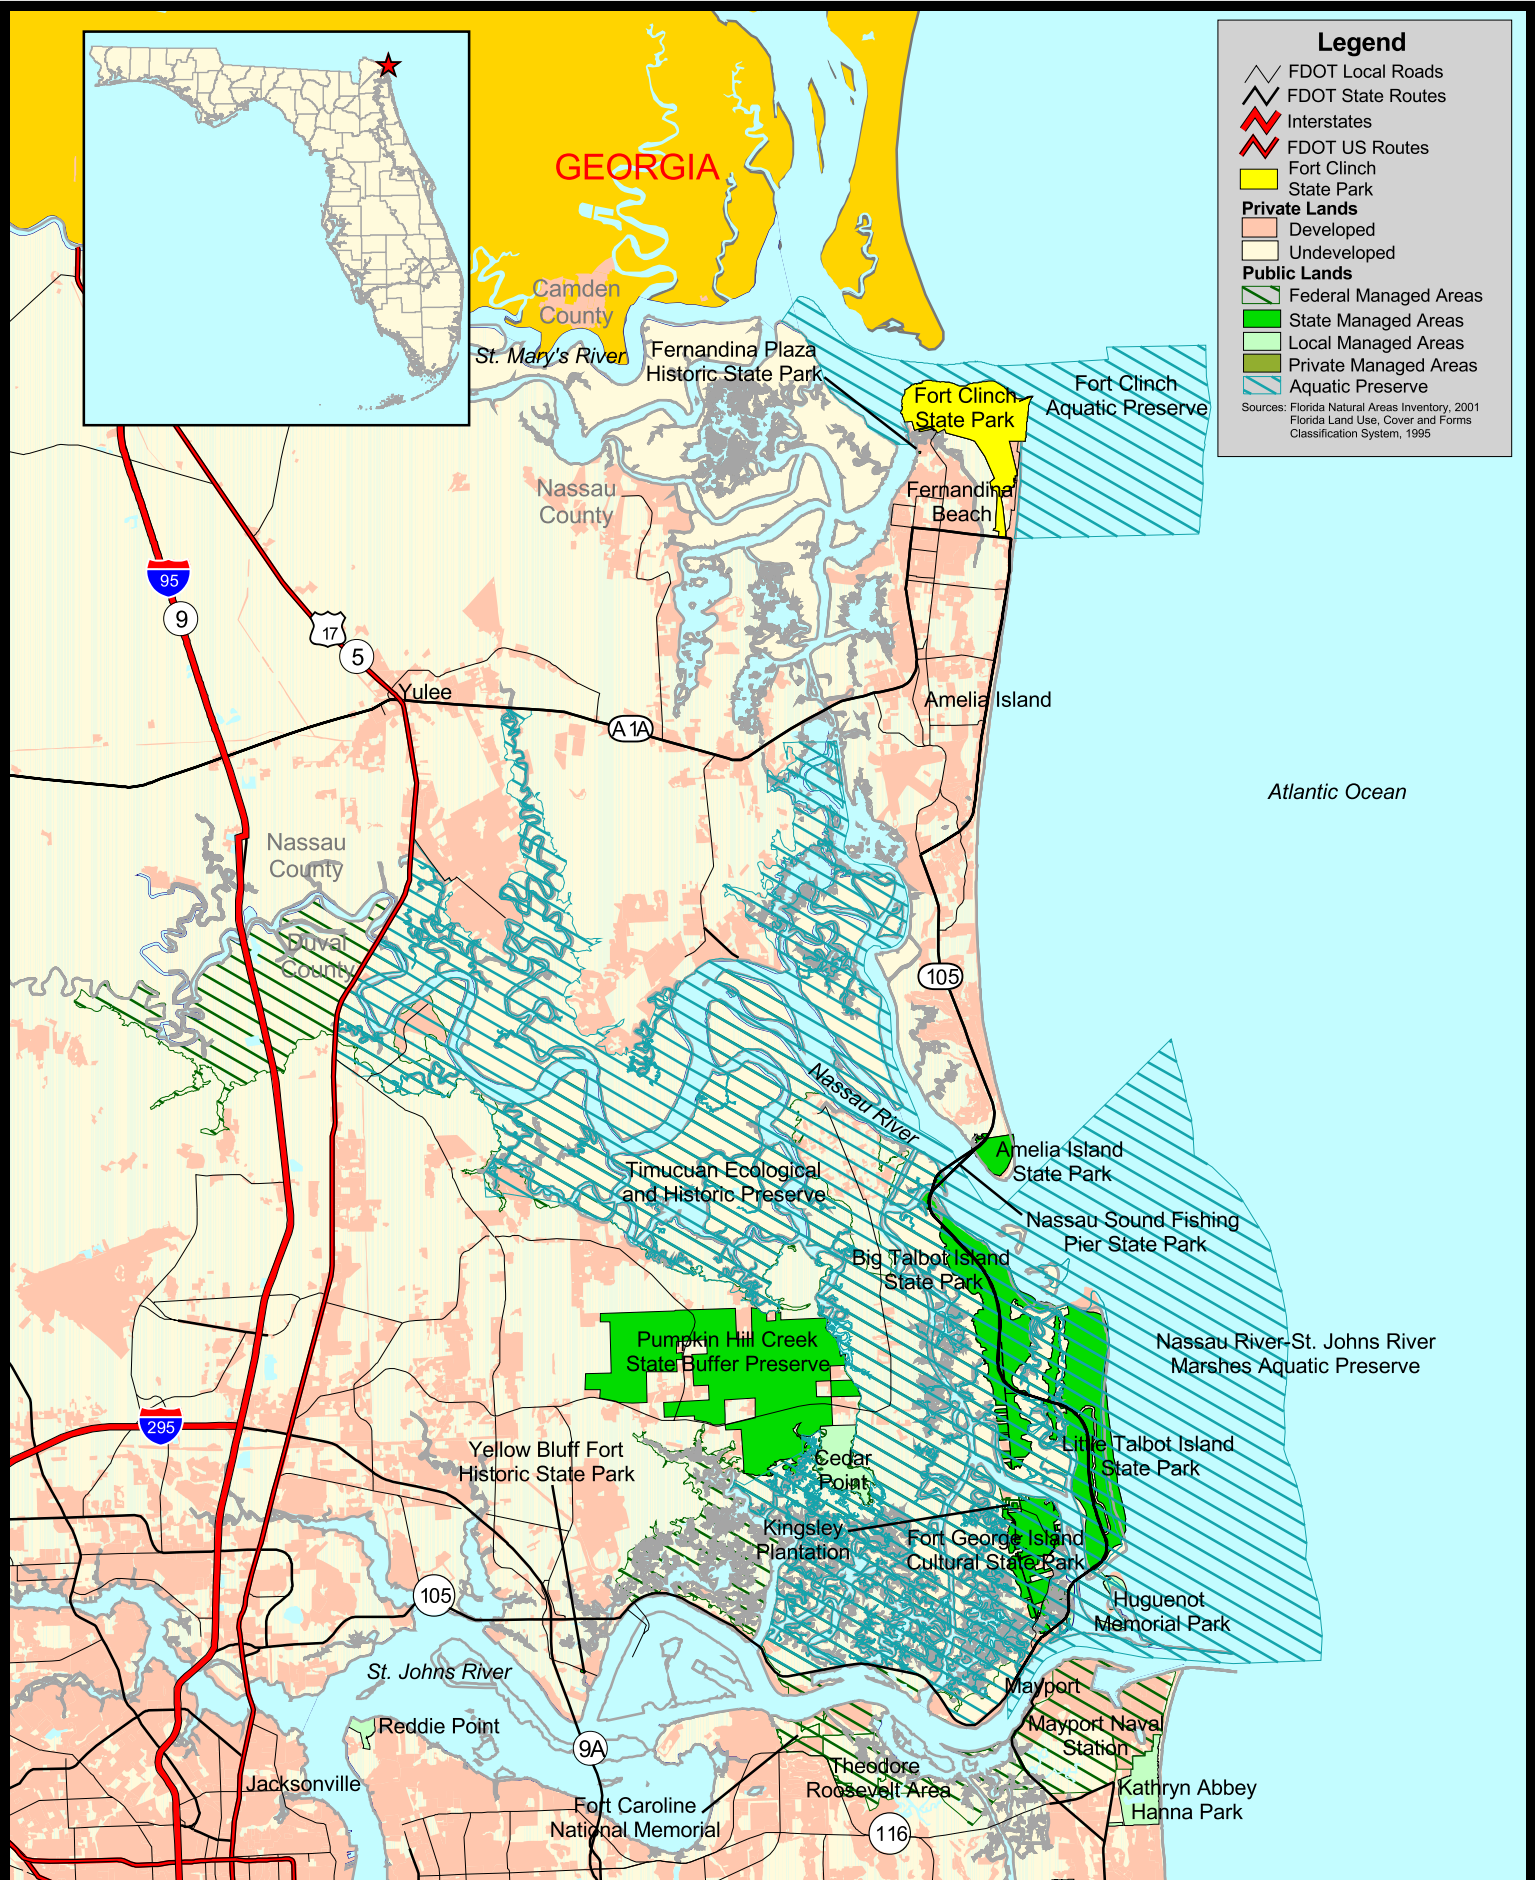 Legend
FDOT Local Roads
FDOT State Routes
Interstates
FDOT US Routes
Fort Clinch
State Park
Private Lands
Developed
Undeveloped
Public Lands
Federal Managed Areas
State Managed Areas
Local Managed Areas
Private Managed Areas
Aquatic Preserve
Sources: Florida Natural Areas Inventory, 2001
Florida Land Use, Cover and Forms
Classification System, 1995
GEORGIA
Camden
County
St. Mary's River
Fernandina Plaza
Historic State Park
Fort Clinch
State Park
Fort Clinch
Aquatic Preserve
Nassau
County
Fernandina
Beach
95
9
17
5
Yulee
A1A
Amelia Island
Atlantic Ocean
Nassau
County
Duval
County
105
Nassau River
Amelia Island
State Park
Timucuan Ecological
and Historic Preserve
Nassau Sound Fishing
Pier State Park
Big Talbot Island
State Park
Pumpkin Hill Creek
State Buffer Preserve
Nassau River-St. Johns River
Marshes Aquatic Preserve
295
Yellow Bluff Fort
Historic State Park
Cedar
Point
Little Talbot Island
State Park
Kingsley
Plantation
Fort George Island
Cultural State Park
105
Huguenot
Memorial Park
St. Johns River
Mayport
Reddie Point
9A
Mayport Naval
Station
Jacksonville
Theodore
Roosevelt Area
Kathryn Abbey
Hanna Park
Fort Caroline
National Memorial
116